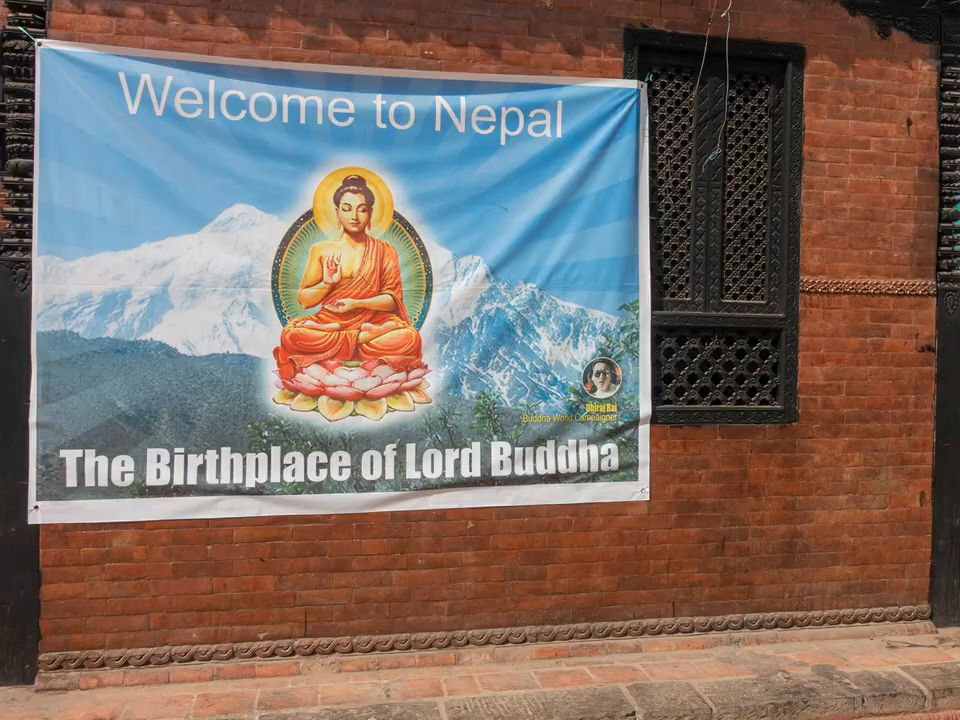 Welcome to Nepal
Dhiraj Rai
Buddha World Campaigner
The Birthplace of Lord Buddha